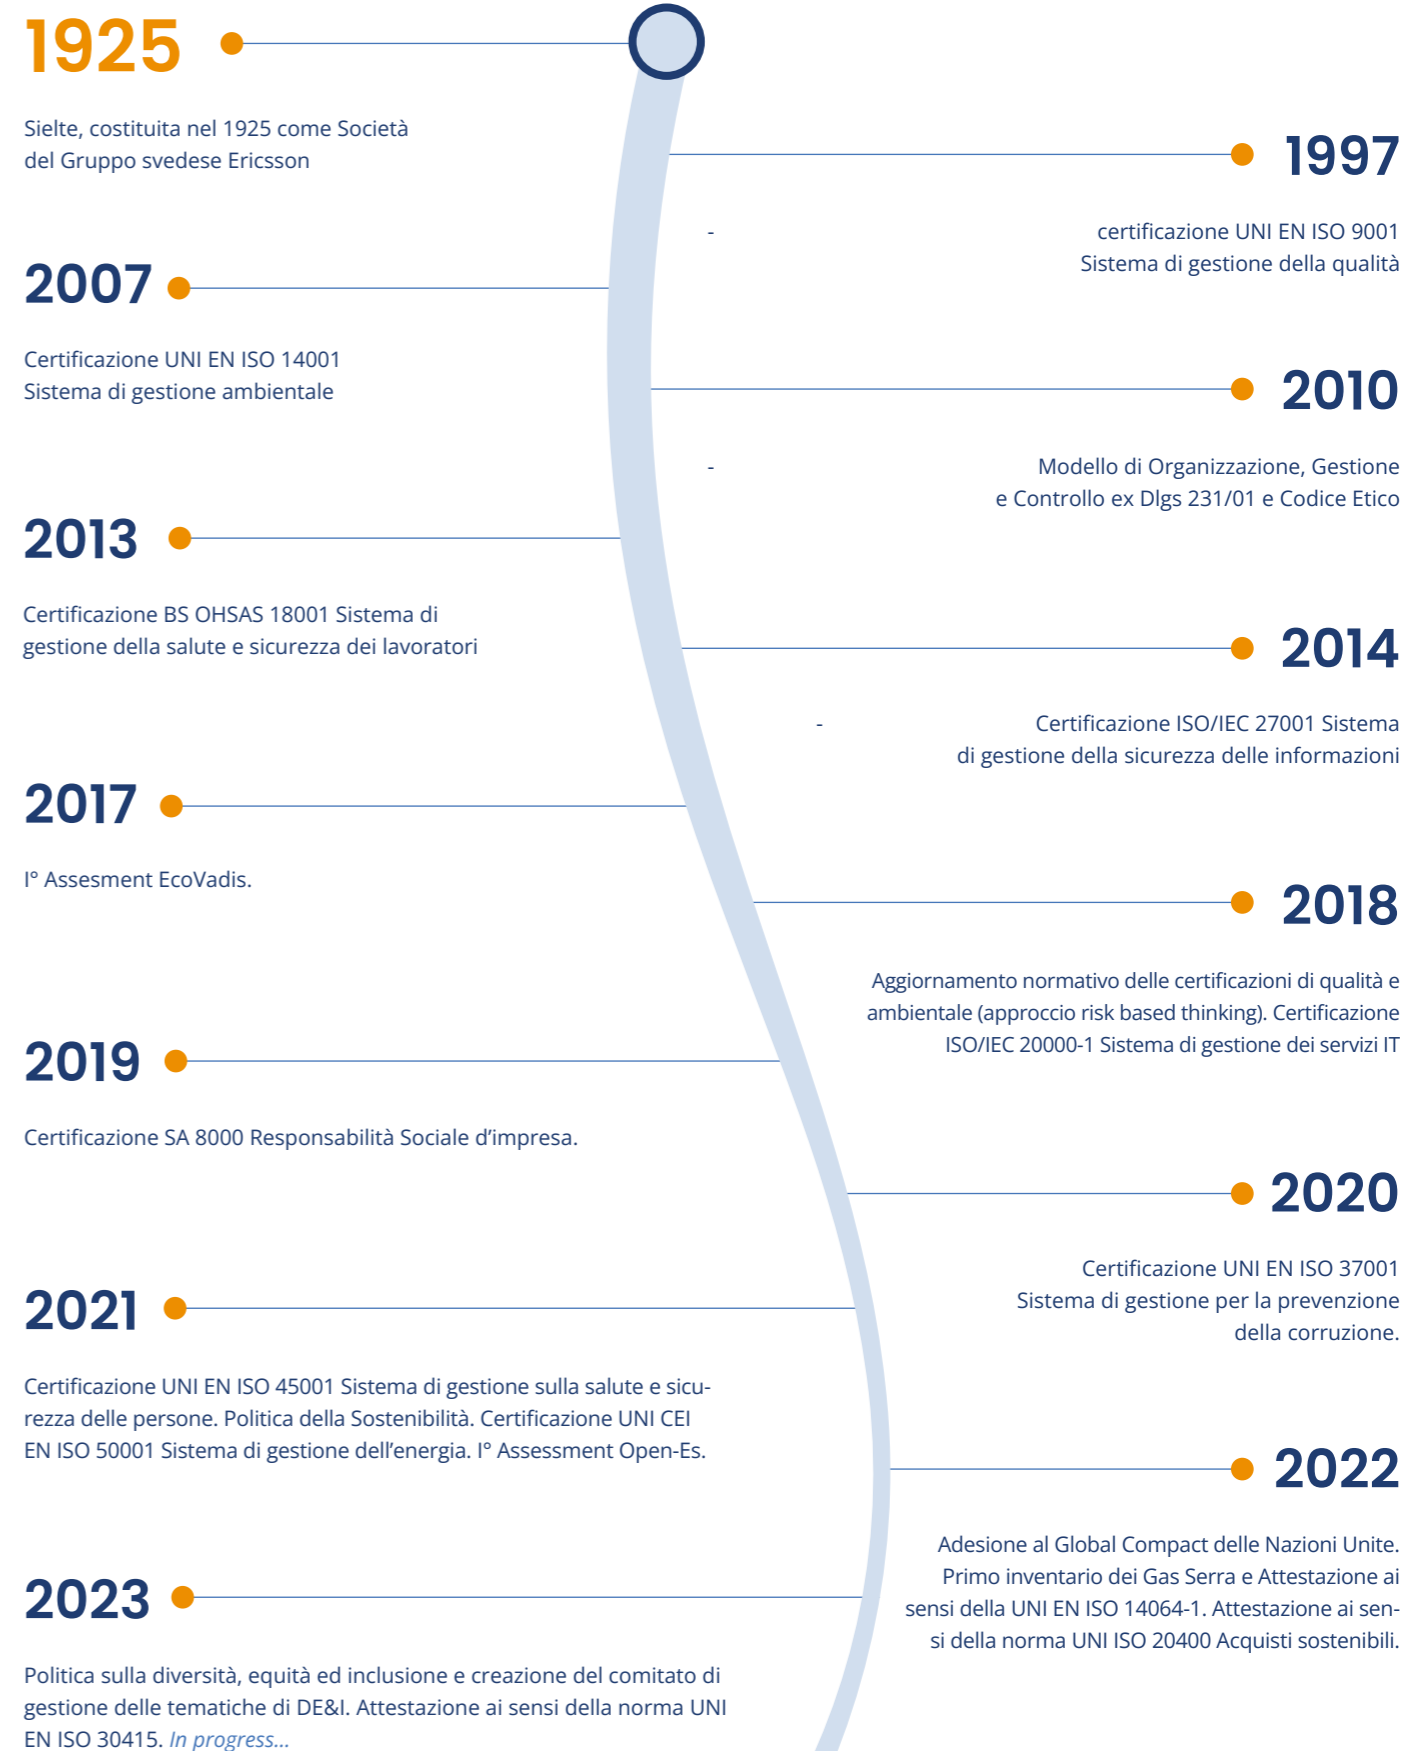 1925
Sielte, costituita nel 1925 come Società
del Gruppo svedese Ericsson
1997
-
certificazione UNI EN ISO 9001
Sistema di gestione della qualità
2007
Certificazione UNI EN ISO 14001
Sistema di gestione ambientale
2010
-
Modello di Organizzazione, Gestione
e Controllo ex Dlgs 231/01 e Codice Etico
2013
Certificazione BS OHSAS 18001 Sistema di
gestione della salute e sicurezza dei lavoratori
2014
-
Certificazione ISO/IEC 27001 Sistema
di gestione della sicurezza delle informazioni
2017
I° Assesment EcoVadis.
2018
Aggiornamento normativo delle certificazioni di qualità e
ambientale (approccio risk based thinking). Certificazione
ISO/IEC 20000-1 Sistema di gestione dei servizi IT
2019
Certificazione SA 8000 Responsabilità Sociale d’impresa.
2020
Certificazione UNI EN ISO 37001
Sistema di gestione per la prevenzione
della corruzione.
2021
Certificazione UNI EN ISO 45001 Sistema di gestione sulla salute e sicu-
rezza delle persone. Politica della Sostenibilità. Certificazione UNI CEI
EN ISO 50001 Sistema di gestione dell’energia. I° Assessment Open-Es.
2022
Adesione al Global Compact delle Nazioni Unite.
Primo inventario dei Gas Serra e Attestazione ai
sensi della UNI EN ISO 14064-1. Attestazione ai sen-
si della norma UNI ISO 20400 Acquisti sostenibili.
2023
Politica sulla diversità, equità ed inclusione e creazione del comitato di
gestione delle tematiche di DE&I. Attestazione ai sensi della norma UNI
EN ISO 30415. In progress...